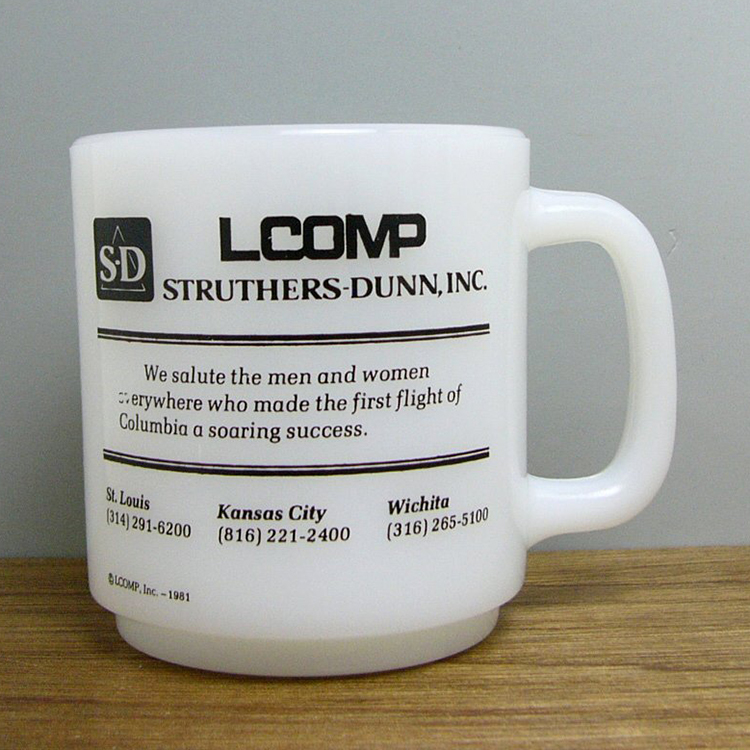 S·D
LCOMP
STRUTHERS-DUNN, INC.
We salute the men and women
everywhere who made the first flight of
Columbia a soaring success.
St. Louis
(314) 291-6200
Kansas City
(816) 221-2400
Wichita
(316) 265-5100
© LCOMP, Inc. – 1981